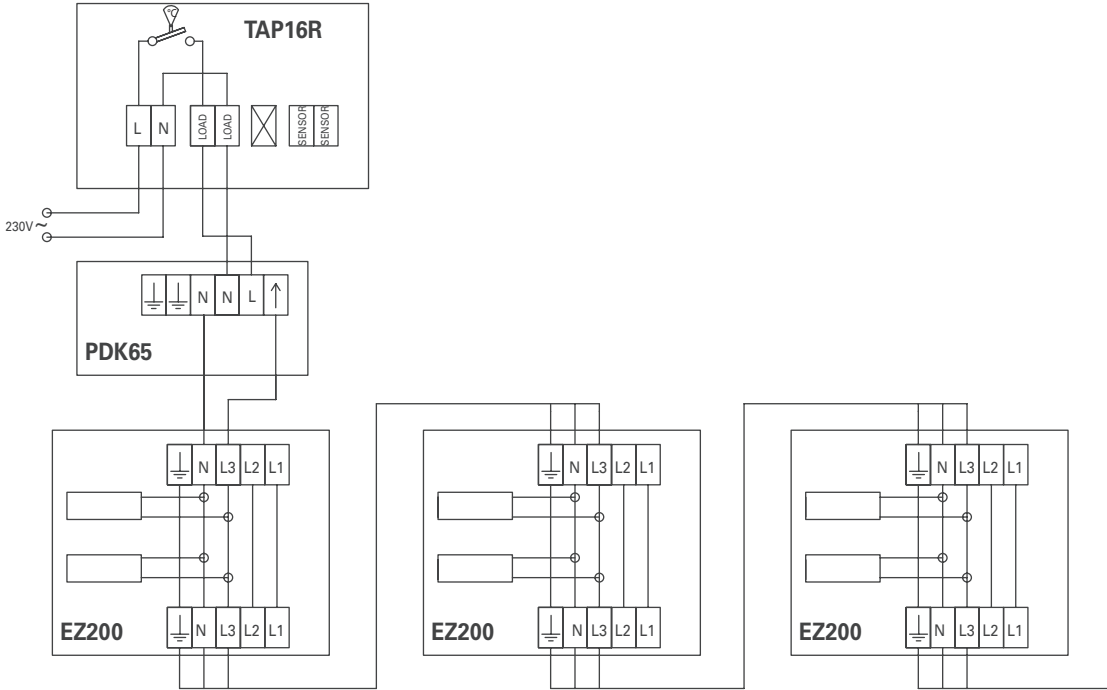 °C
TAP16R
L N LOAD LOAD SENSOR SENSOR
230V ~
N N L ↑
PDK65
N L3 L2 L1
N L3 L2 L1
N L3 L2 L1
EZ200 N L3 L2 L1
EZ200 N L3 L2 L1
EZ200 N L3 L2 L1